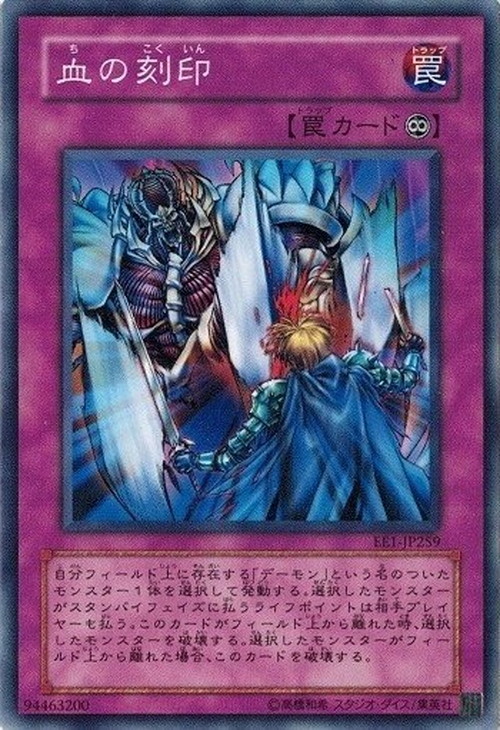 血の刻印
罠
【罠カード】
EE1-JP259
自分フィールド上に存在する「デーモン」という名のついた
モンスター1体を選択して発動する。選択したモンスター
がスタンバイフェイズに払うライフポイントは相手プレイ
ヤーも払う。このカードがフィールド上から離れた時、選択
したモンスターを破壊する。選択したモンスターがフィー
ルド上から離れた場合、このカードを破壊する。
94463200
©高橋和希 スタジオ・ダイス/集英社